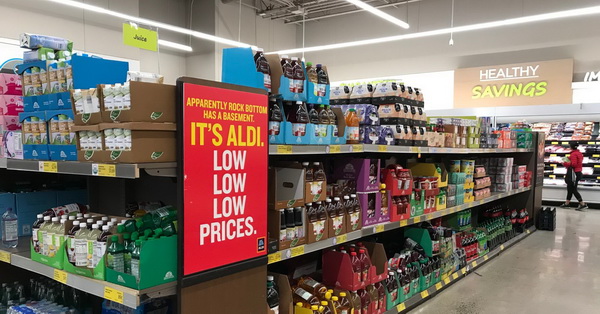 Juice
APPARENTLY ROCK BOTTOM
HAS A BASEMENT.
IT'S ALDI.
LOW
LOW
LOW
PRICES.
HEALTHY
SAVINGS